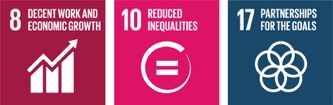 8 DECENT WORK AND
ECONOMIC GROWTH
10 REDUCED
INEQUALITIES
17 PARTNERSHIPS
FOR THE GOALS